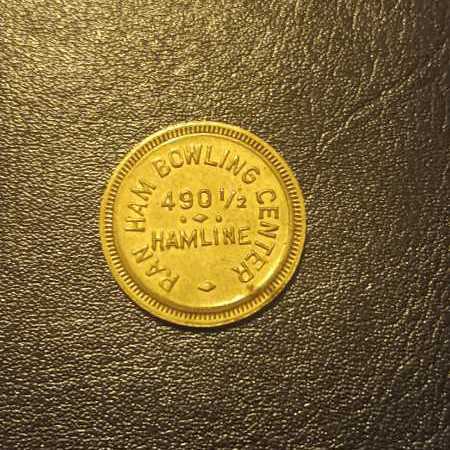 RAN HAM BOWLING CENTER
490 1/2
HAMLINE